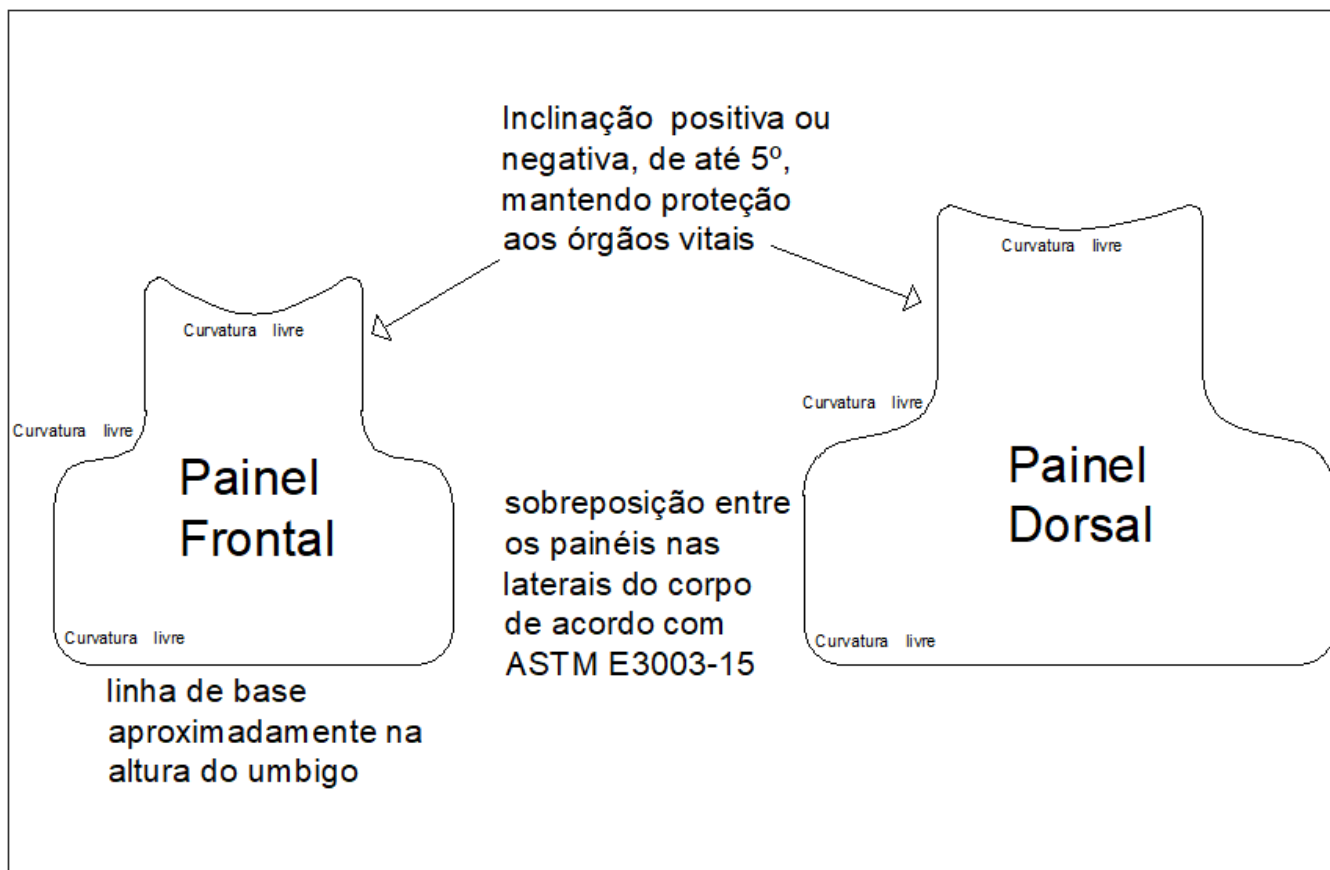 Inclinação positiva ou
negativa, de até 5º,
mantendo proteção
aos órgãos vitais
Curvatura livre
Curvatura livre
Curvatura livre
Curvatura livre
Painel
Frontal
sobreposição entre
os painéis nas
laterais do corpo
de acordo com
ASTM E3003-15
Painel
Dorsal
Curvatura livre
Curvatura livre
linha de base
aproximadamente na
altura do umbigo